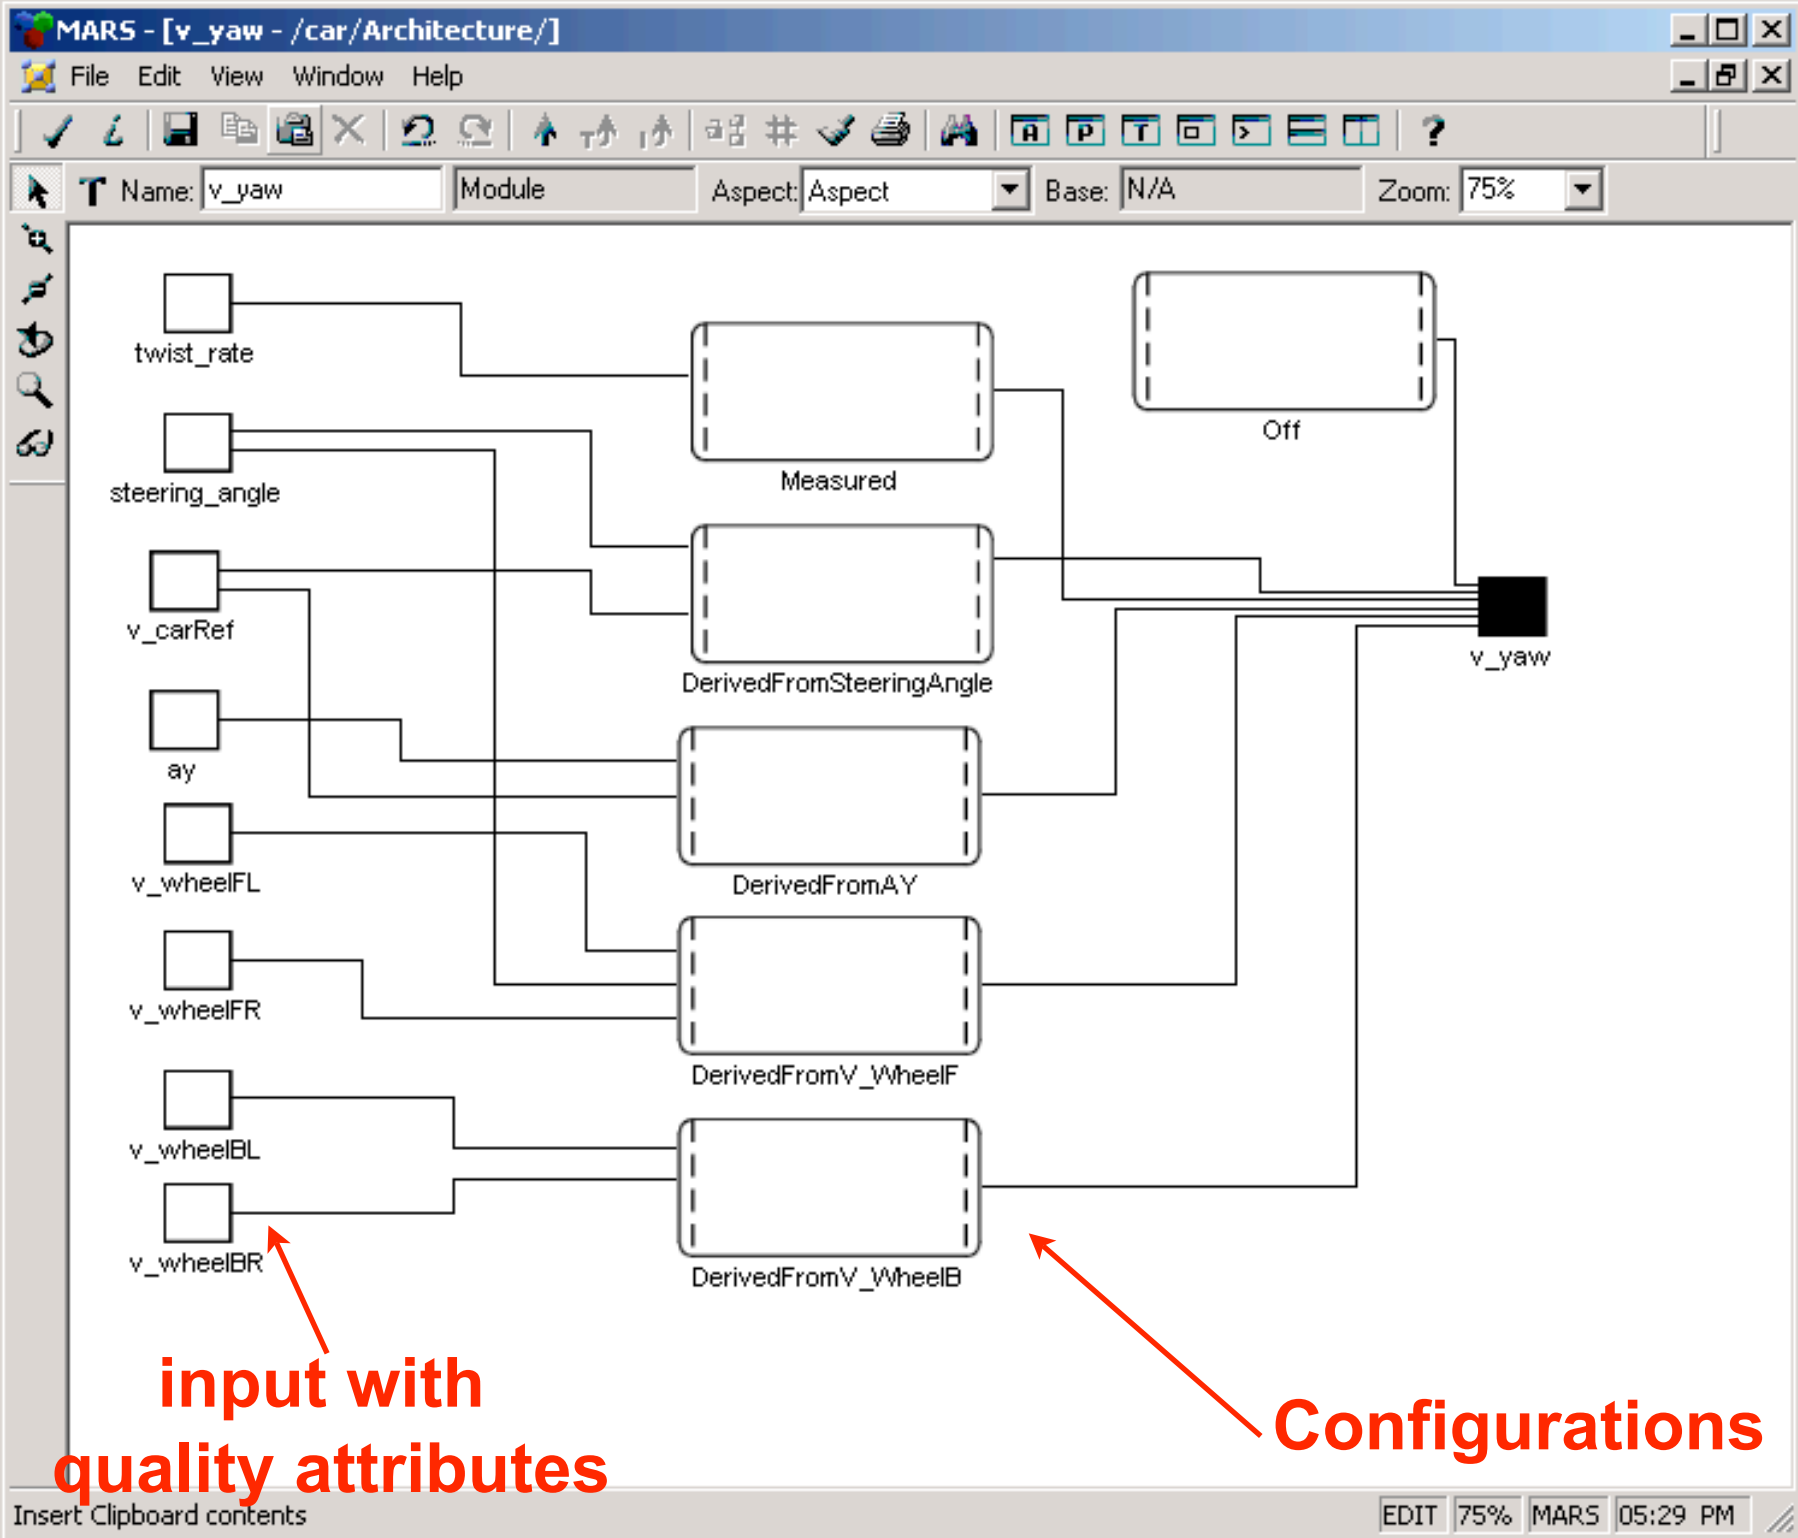 MARS - [v_yaw - /car/Architecture/]
File Edit View Window Help
A P T ?
T Name: v_yaw Module Aspect: Aspect Base: N/A Zoom: 75%
twist_rate
Off
Measured
steering_angle
v_carRef
v_yaw
DerivedFromSteeringAngle
ay
v_wheelFL
DerivedFromAY
v_wheelFR
DerivedFromV_WheelF
v_wheelBL
v_wheelBR
DerivedFromV_WheelB
input with
quality attributes
Configurations
Insert Clipboard contents EDIT 75% MARS 05:29 PM